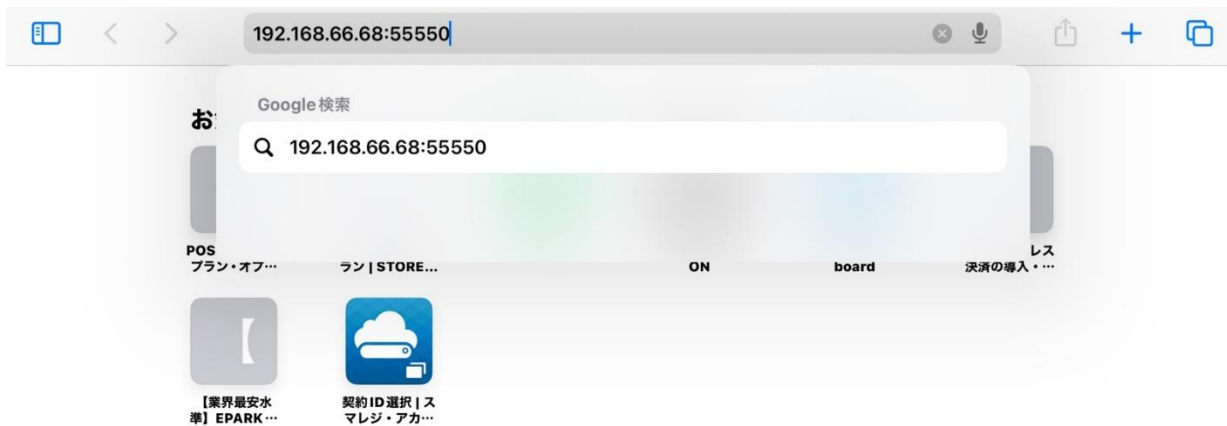 192.168.66.68:55550
Google検索
お
192.168.66.68:55550
POS
プラン・オフ…
ラン | STORE...
ON
board
レス
決済の導入・…
【業界最安水
準】EPARK…
契約ID選択 | ス
マレジ・アカ…